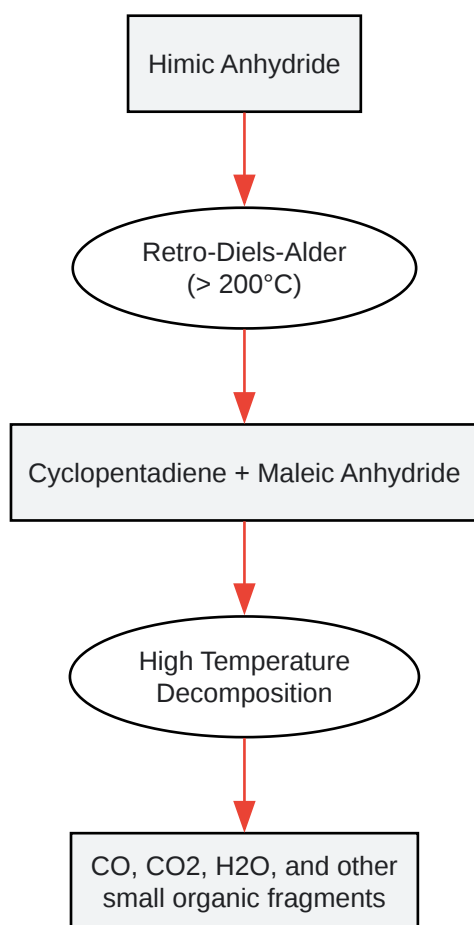 Himic Anhydride
Retro-Diels-Alder
(> 200°C)
Cyclopentadiene + Maleic Anhydride
High Temperature
Decomposition
CO, CO2, H2O, and other
small organic fragments